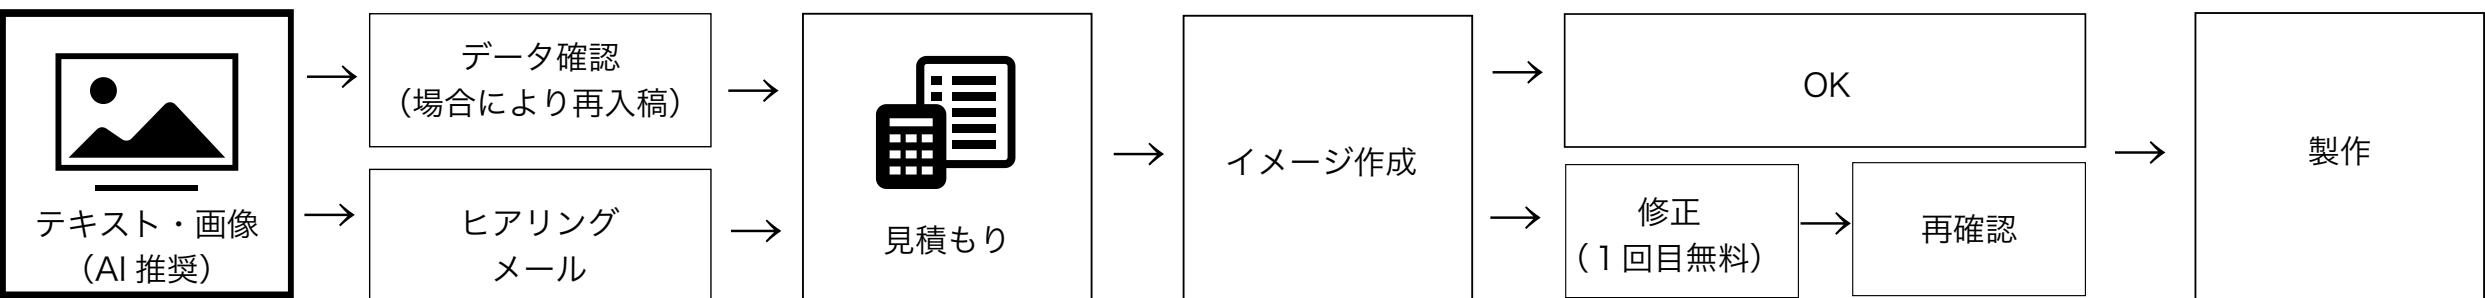 テキスト・画像
（AI 推奨）
データ確認
（場合により再入稿）
ヒアリング
メール
見積もり
イメージ作成
OK
修正
（１回目無料）
再確認
製作